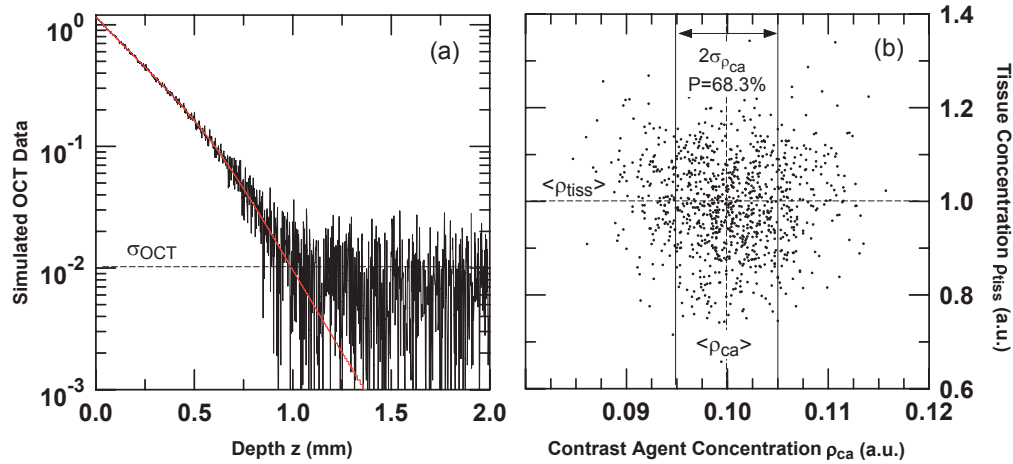 10⁰
10⁻¹
10⁻²
10⁻³
Simulated OCT Data
(a)
σOCT
0.0 0.5 1.0 1.5 2.0
Depth z (mm)
(b)
2σρca
P=68.3%
<ρtiss>
<ρca>
1.4
1.2
1.0
0.8
0.6
Tissue Concentration ρtiss (a.u.)
0.09 0.10 0.11 0.12
Contrast Agent Concentration ρca (a.u.)